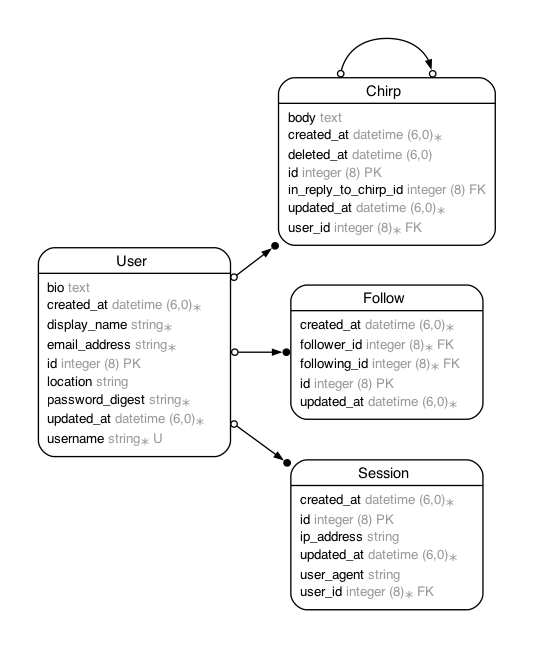 Chirp
body text
created_at datetime (6,0)*
deleted_at datetime (6,0)
id integer (8) PK
in_reply_to_chirp_id integer (8) FK
updated_at datetime (6,0)*
user_id integer (8)* FK
User
bio text
created_at datetime (6,0)*
display_name string*
email_address string*
id integer (8) PK
location string
password_digest string*
updated_at datetime (6,0)*
username string* U
Follow
created_at datetime (6,0)*
follower_id integer (8)* FK
following_id integer (8)* FK
id integer (8) PK
updated_at datetime (6,0)*
Session
created_at datetime (6,0)*
id integer (8) PK
ip_address string
updated_at datetime (6,0)*
user_agent string
user_id integer (8)* FK